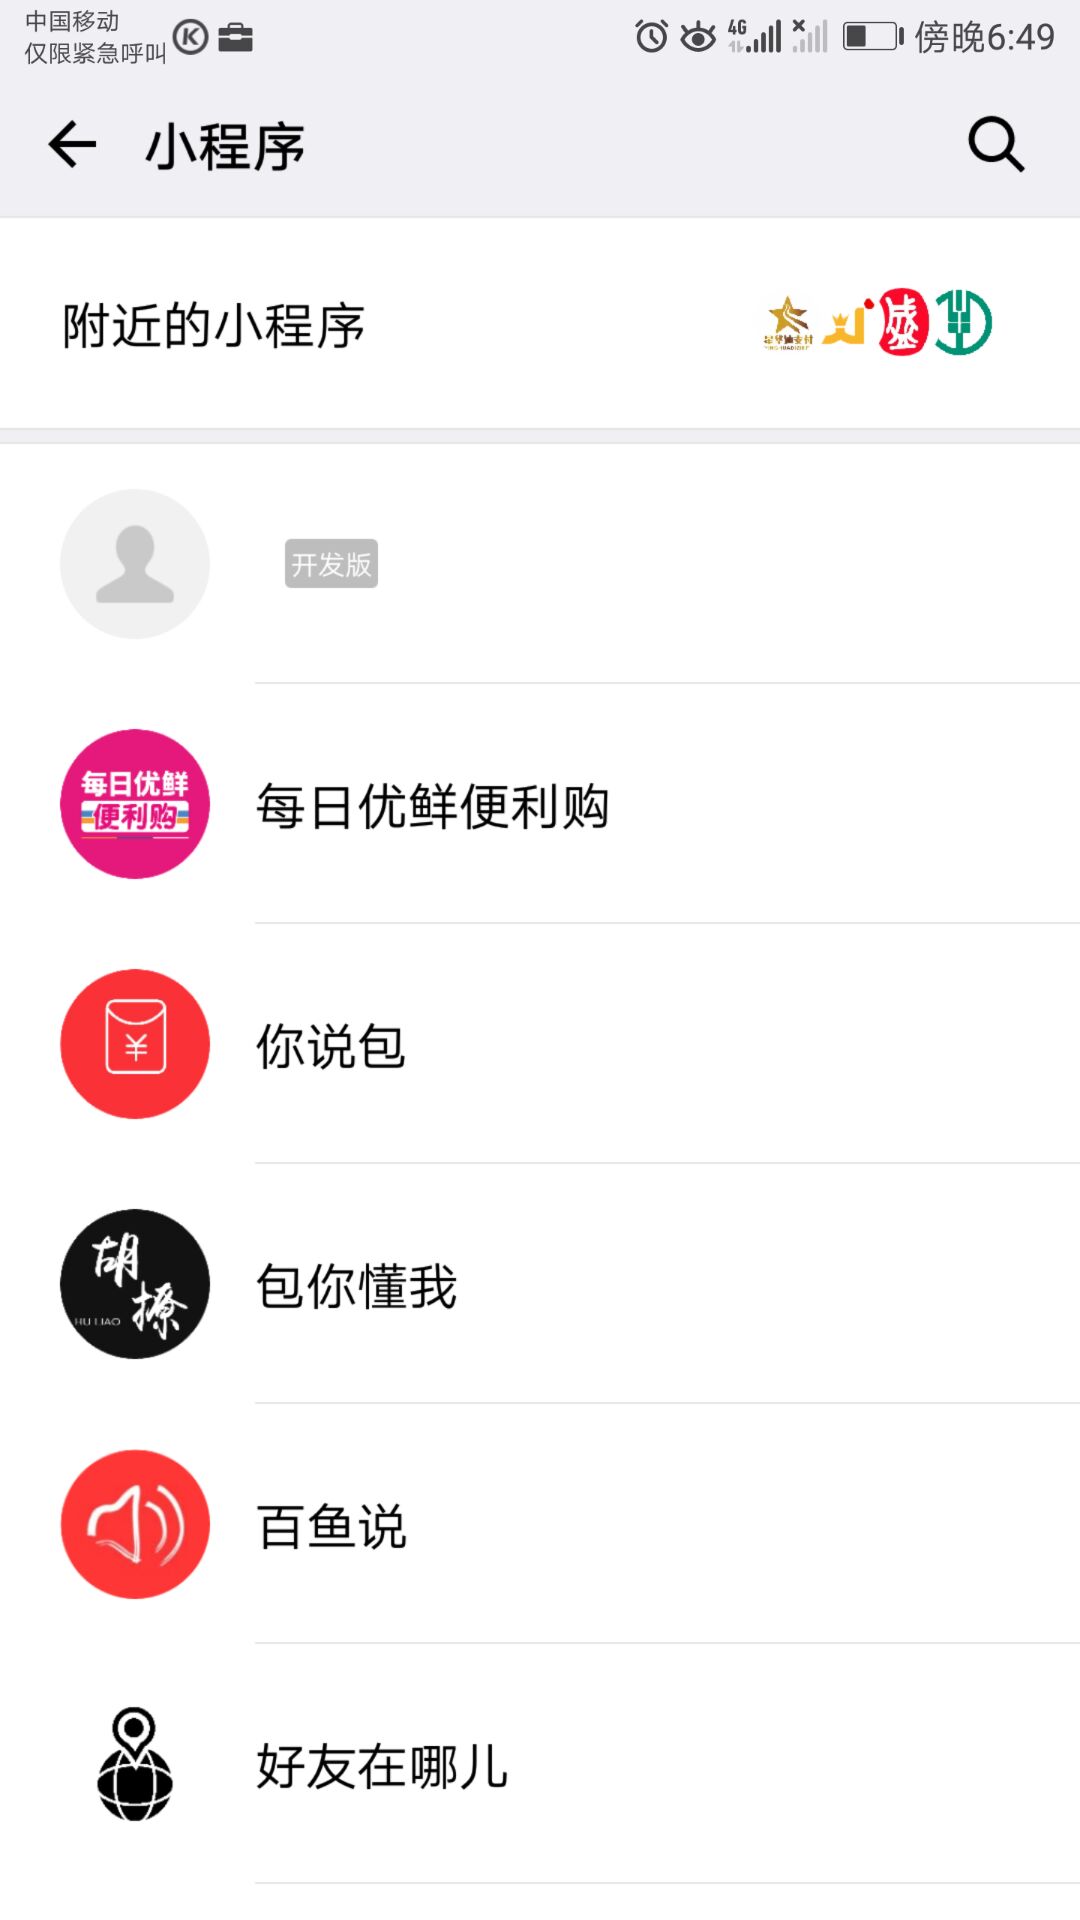 中国移动
仅限紧急呼叫
K
4G
傍晚6:49
小程序
附近的小程序
盛
开发版
每日优鲜
便利购
每日优鲜便利购
你说包
胡撩
HU LIAO
包你懂我
百鱼说
好友在哪儿